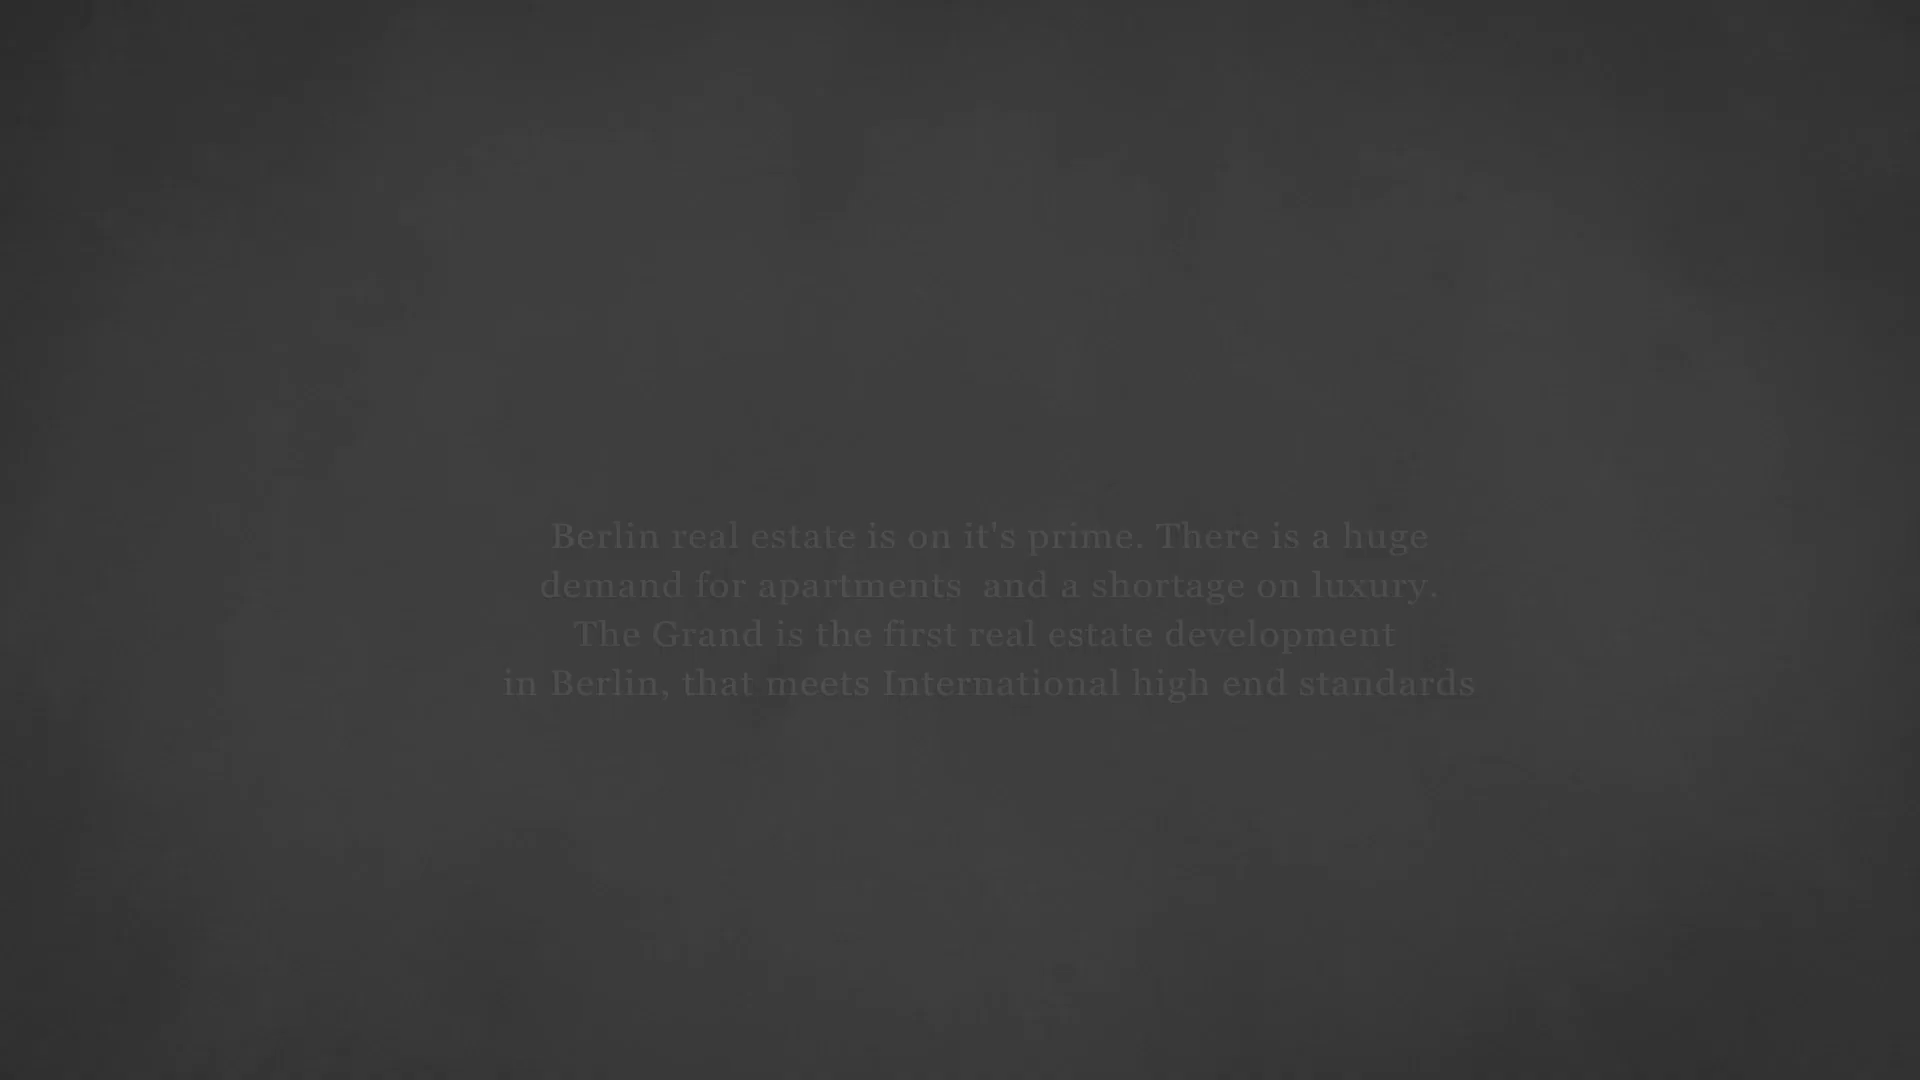 Berlin real estate is on it's prime. There is a huge
demand for apartments  and a shortage on luxury.
The Grand is the first real estate development
in Berlin, that meets International high end standards